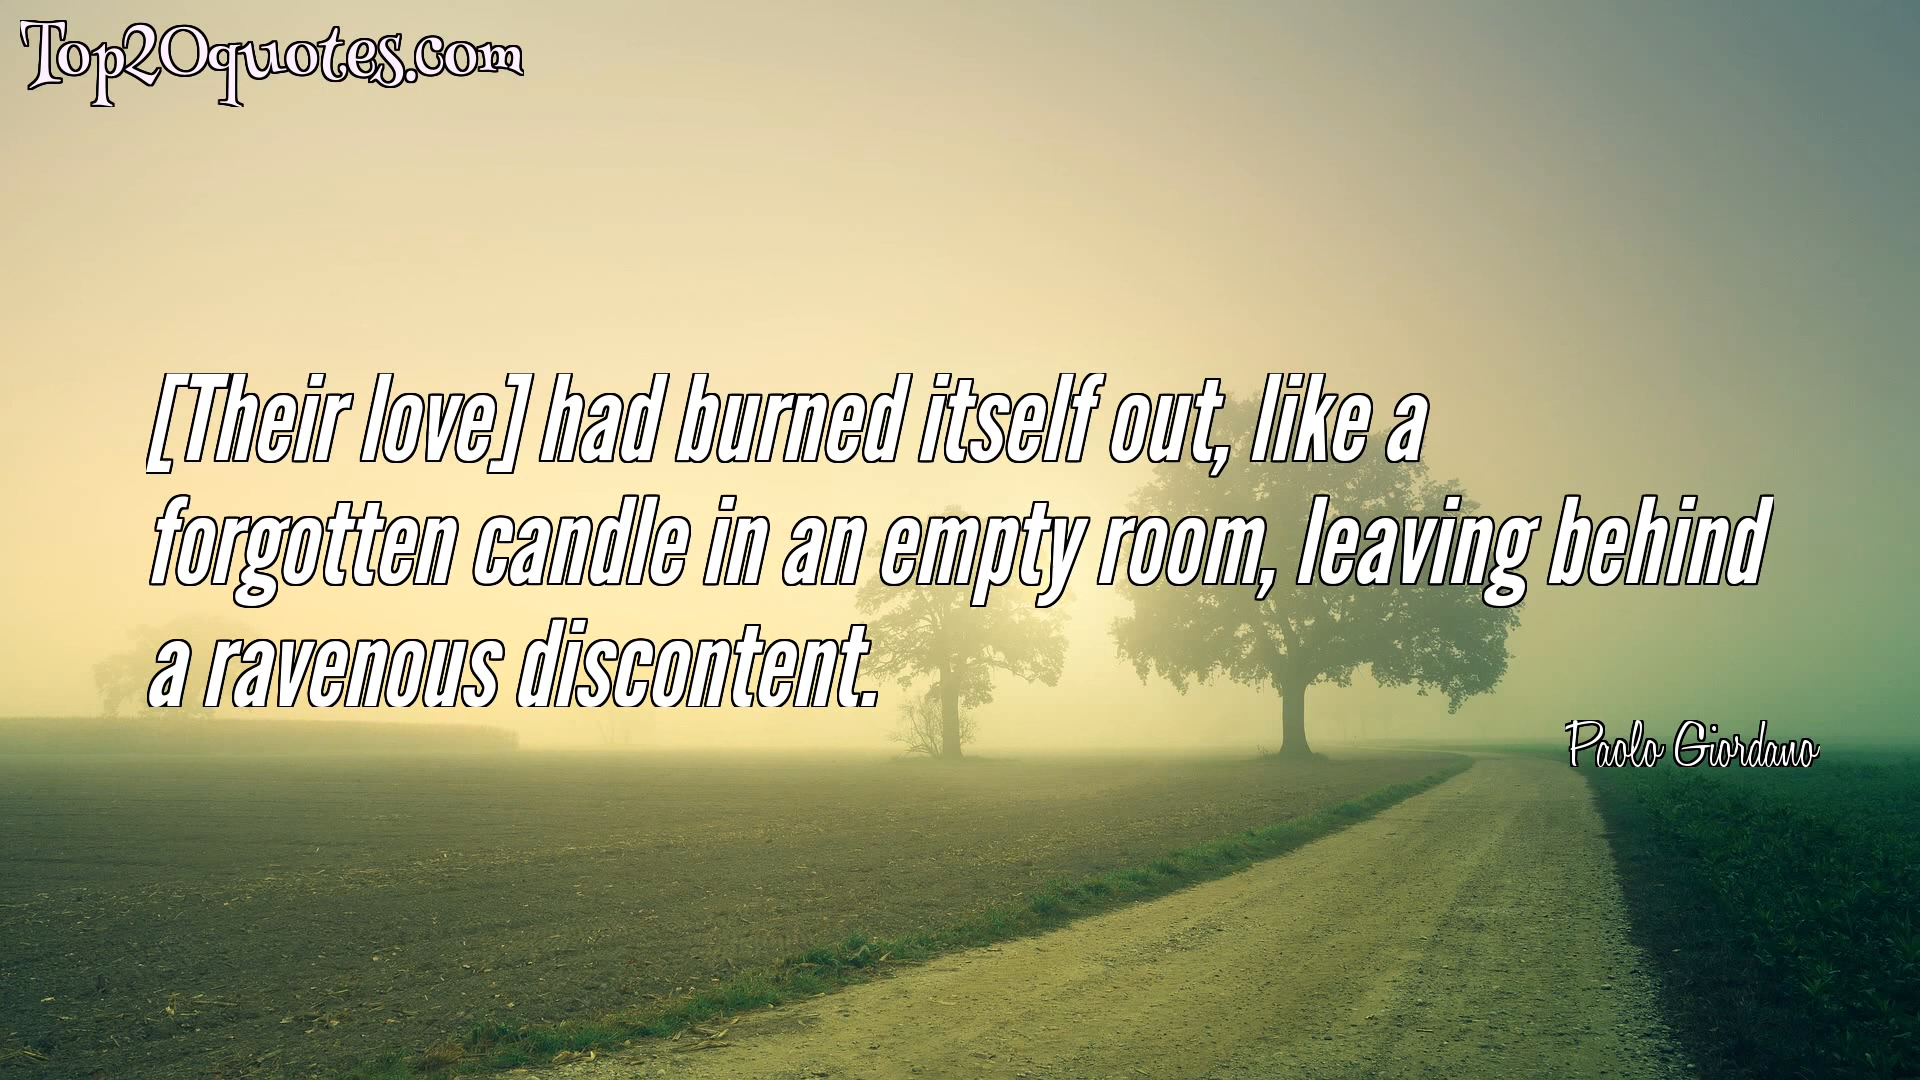 Top20quotes.com
[Their love] had burned itself out, like a
forgotten candle in an empty room, leaving behind
a ravenous discontent.
Paolo Giordano